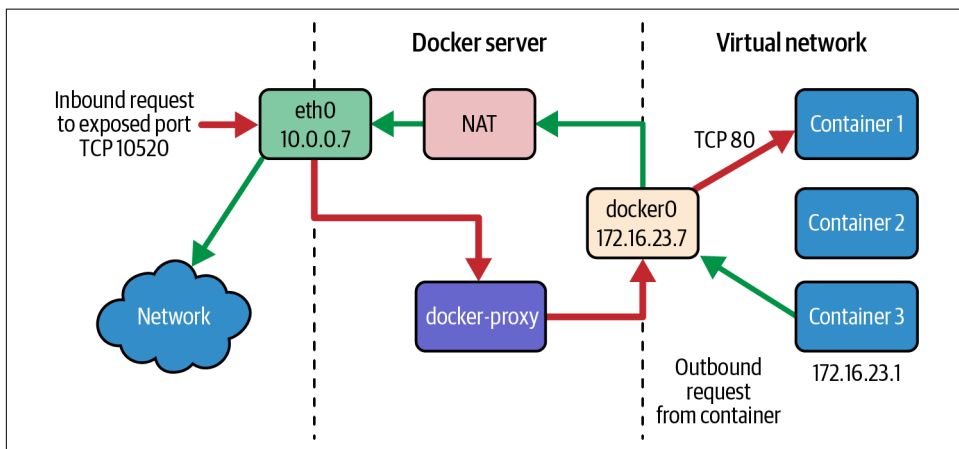 Docker server
Virtual network
Inbound request
to exposed port
TCP 10520
eth0
10.0.0.7
NAT
TCP 80
Container 1
docker0
172.16.23.7
Container 2
Network
docker-proxy
Container 3
172.16.23.1
Outbound
request
from container